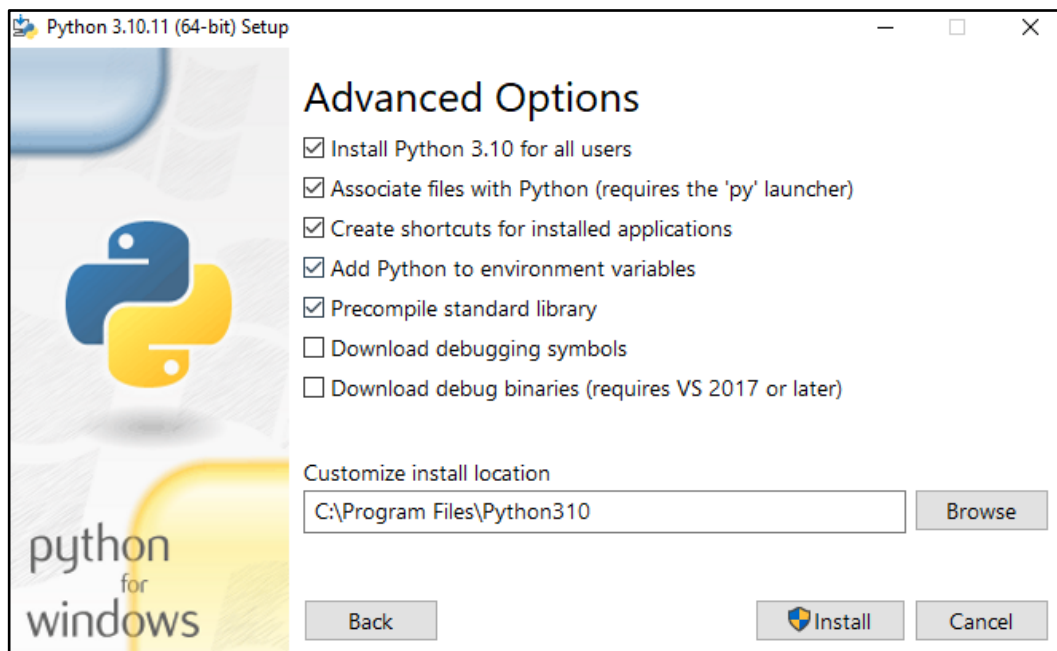 Python 3.10.11 (64-bit) Setup
Advanced Options
Install Python 3.10 for all users
Associate files with Python (requires the 'py' launcher)
Create shortcuts for installed applications
Add Python to environment variables
Precompile standard library
Download debugging symbols
Download debug binaries (requires VS 2017 or later)
Customize install location
C:\Program Files\Python310
Browse
python
for
windows
Back
Install
Cancel